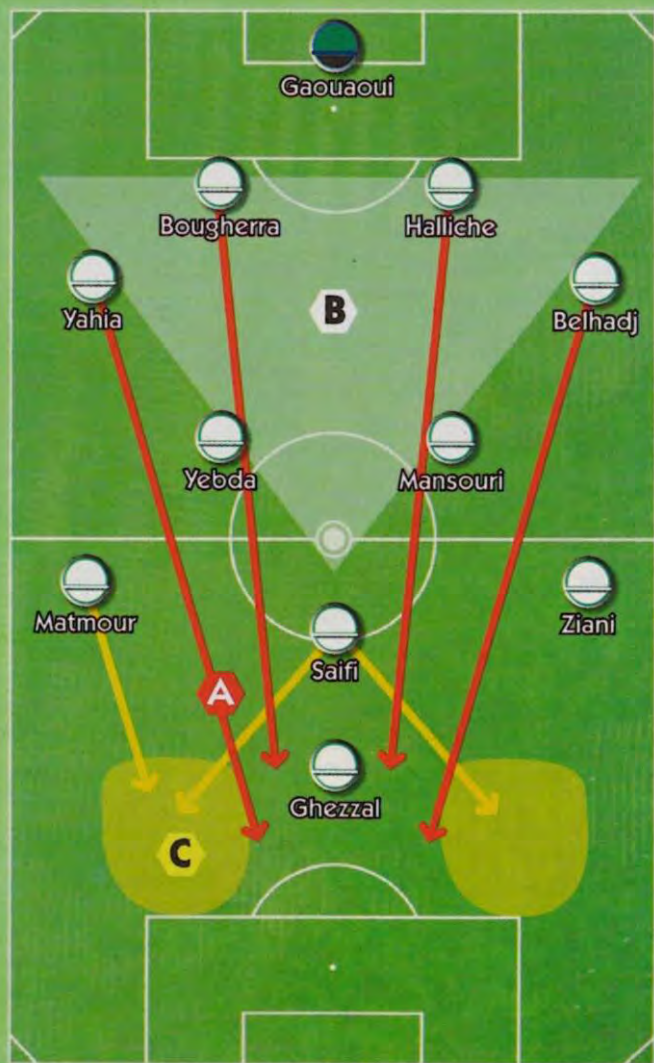 Gaouaoui
Bougherra
Halliche
Yahia
B
Belhadj
Yebda
Mansouri
Matmour
Ziani
Saifi
A
Ghezzal
C